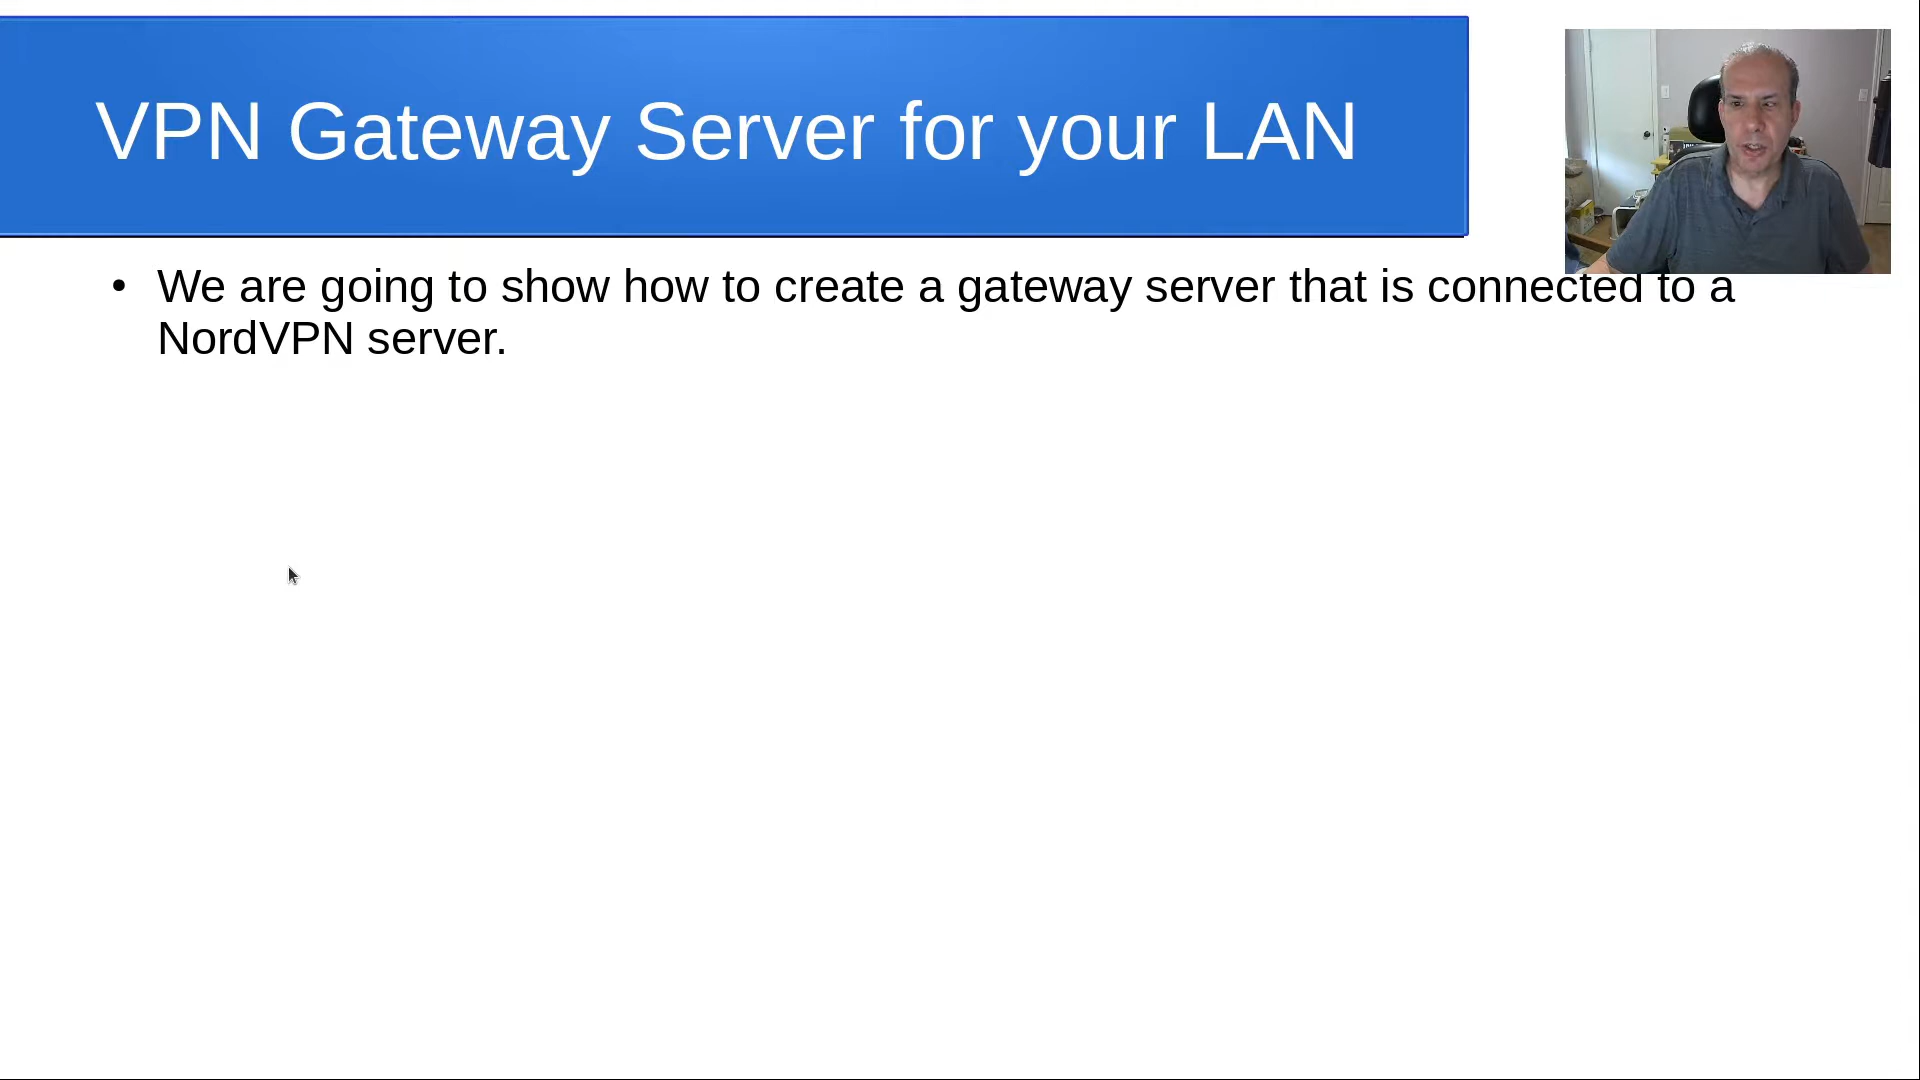 VPN Gateway Server for your LAN
• We are going to show how to create a gateway server that is connected to a
NordVPN server.